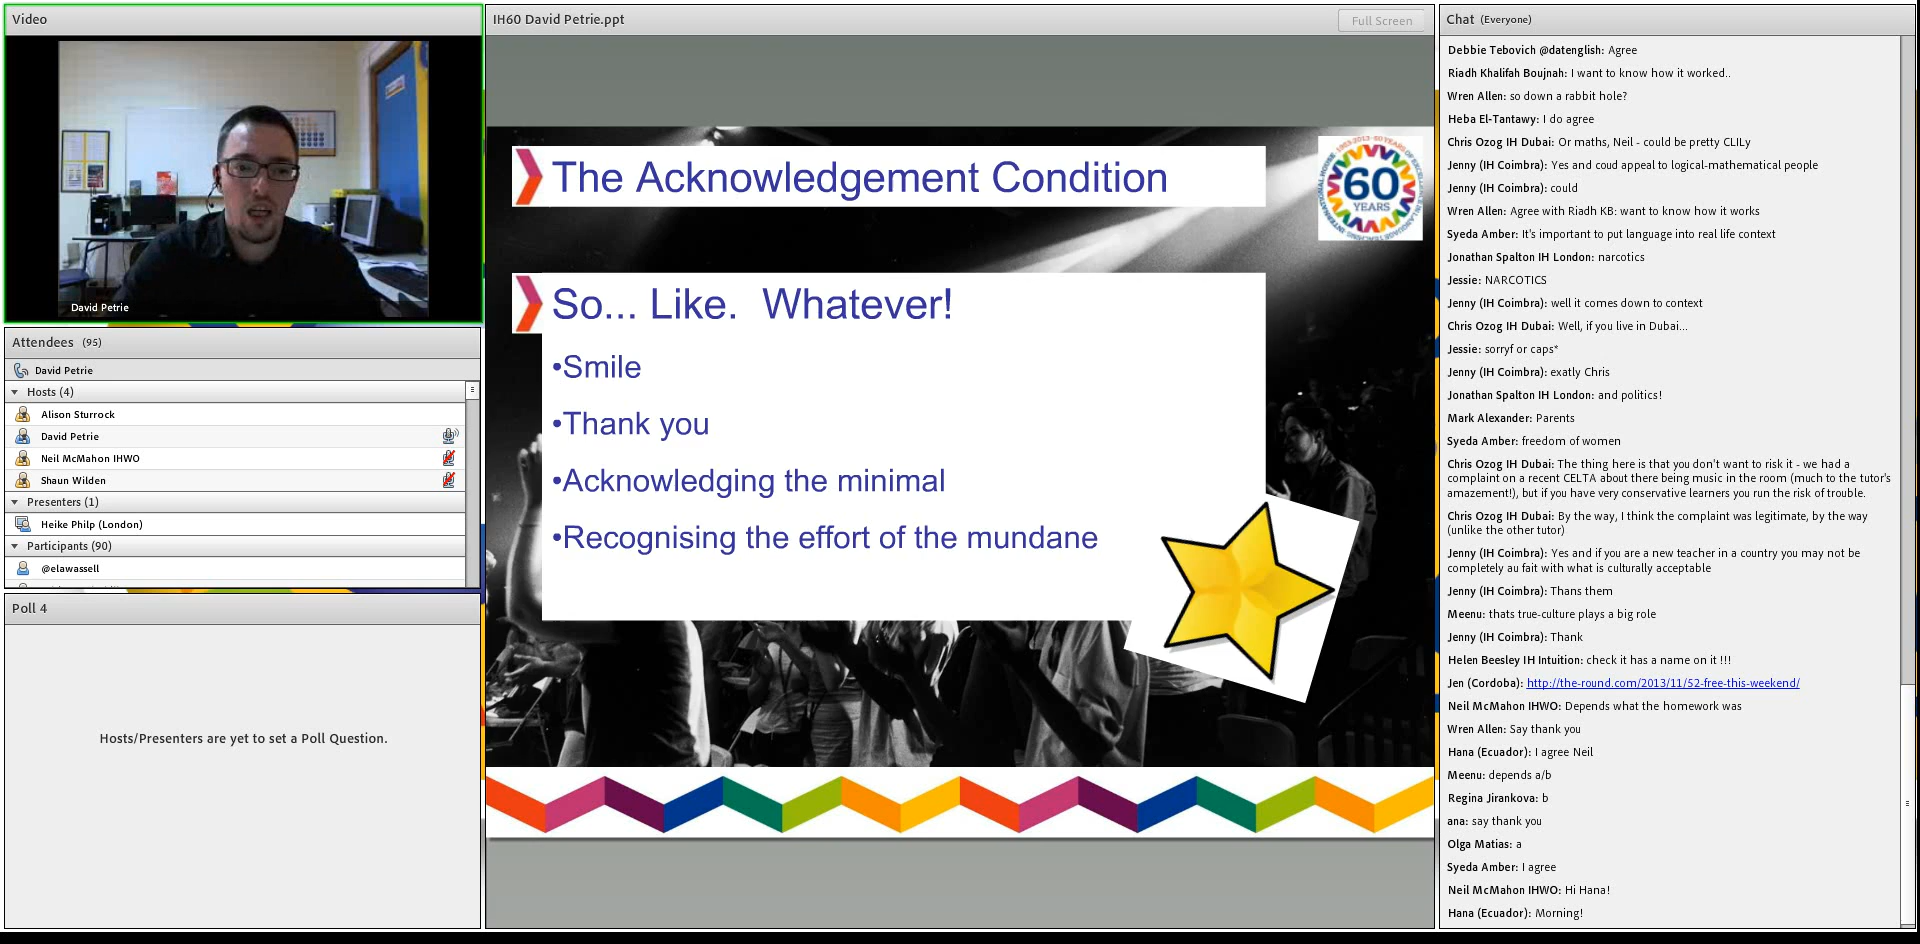 Video
David Petrie
Attendees (95)
David Petrie
Hosts (4)
Alison Sturrock
David Petrie
Neil McMahon IHWO
Shaun Wilden
Presenters (1)
Heike Philp (London)
Participants (90)
@elawassell
Poll 4
Hosts/Presenters are yet to set a Poll Question.
IH60 David Petrie.ppt
Full Screen
The Acknowledgement Condition
60
YEARS
So... Like.  Whatever!
•Smile
•Thank you
•Acknowledging the minimal
•Recognising the effort of the mundane
Chat (Everyone)
Debbie Tebovich @datenglish: Agree
Riadh Khalifah Boujnah: I want to know how it worked..
Wren Allen: so down a rabbit hole?
Heba El-Tantawy: I do agree
Chris Ozog IH Dubai: Or maths, Neil - could be pretty CLILy
Jenny (IH Coimbra): Yes and coud appeal to logical-mathematical people
Jenny (IH Coimbra): could
Wren Allen: Agree with Riadh KB: want to know how it works
Syeda Amber: It's important to put language into real life context
Jonathan Spalton IH London: narcotics
Jessie: NARCOTICS
Jenny (IH Coimbra): well it comes down to context
Chris Ozog IH Dubai: Well, if you live in Dubai...
Jessie: sorryf or caps*
Jenny (IH Coimbra): exatly Chris
Jonathan Spalton IH London: and politics!
Mark Alexander: Parents
Syeda Amber: freedom of women
Chris Ozog IH Dubai: The thing here is that you don't want to risk it - we had a
complaint on a recent CELTA about there being music in the room (much to the tutor's
amazement!), but if you have very conservative learners you run the risk of trouble.
Chris Ozog IH Dubai: By the way, I think the complaint was legitimate, by the way
(unlike the other tutor)
Jenny (IH Coimbra): Yes and if you are a new teacher in a country you may not be
completely au fait with what is culturally acceptable
Jenny (IH Coimbra): Thans them
Meenu: thats true-culture plays a big role
Jenny (IH Coimbra): Thank
Helen Beesley IH Intuition: check it has a name on it !!!
Jen (Cordoba): http://the-round.com/2013/11/52-free-this-weekend/
Neil McMahon IHWO: Depends what the homework was
Wren Allen: Say thank you
Hana (Ecuador): I agree Neil
Meenu: depends a/b
Regina Jirankova: b
ana: say thank you
Olga Matias: a
Syeda Amber: I agree
Neil McMahon IHWO: Hi Hana!
Hana (Ecuador): Morning!